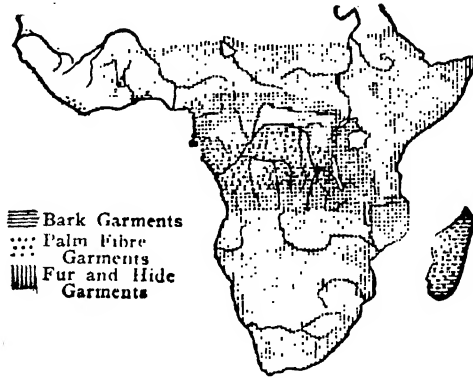 Bark Garments
Palm Fibre
Garments
Fur and Hide
Garments